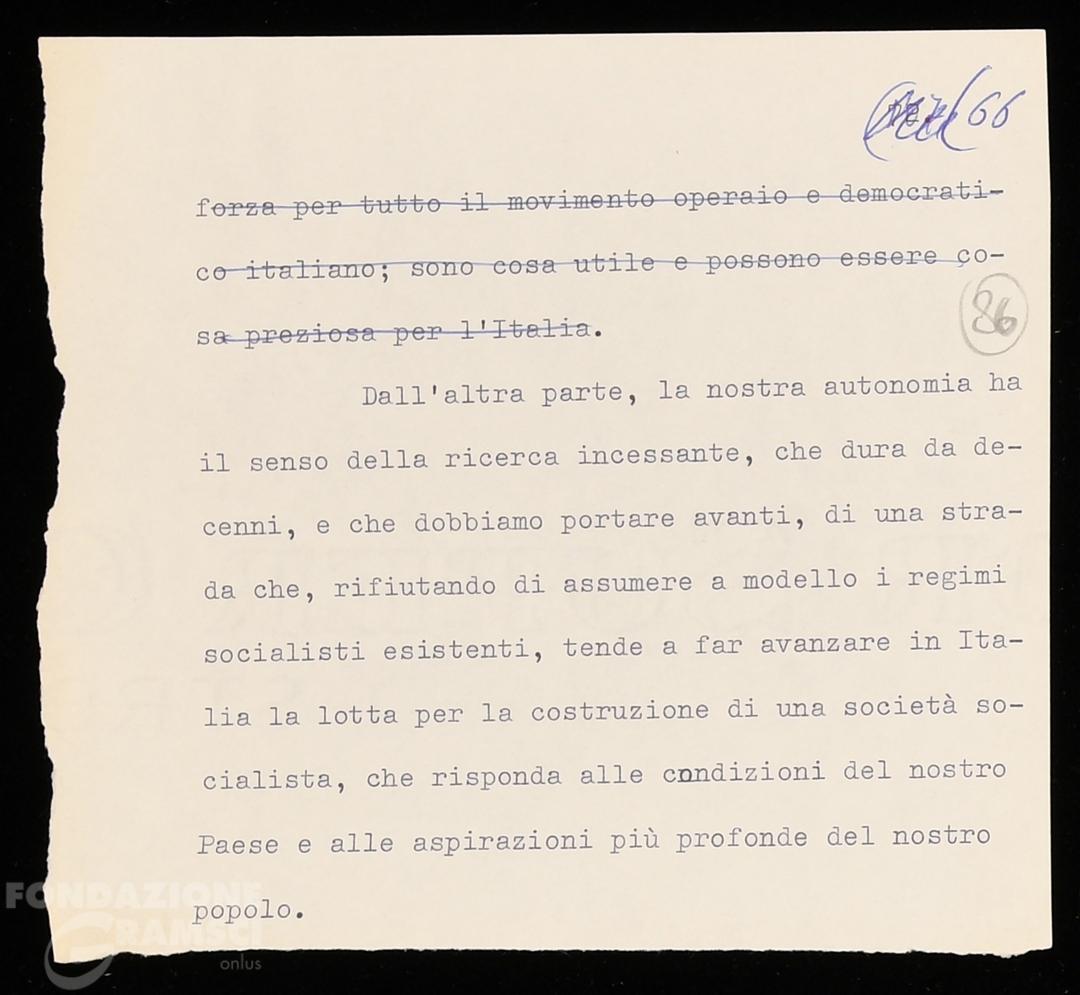 66
forza per tutto il movimento operaio e democrati-
co italiano; sono cosa utile e possono essere co-
sa preziosa per l'Italia.
86
Dall'altra parte, la nostra autonomia ha
il senso della ricerca incessante, che dura da de-
cenni, e che dobbiamo portare avanti, di una stra-
da che, rifiutando di assumere a modello i regimi
socialisti esistenti, tende a far avanzare in Ita-
lia la lotta per la costruzione di una società so-
cialista, che risponda alle condizioni del nostro
Paese e alle aspirazioni più profonde del nostro
popolo.
FONDAZIONE
GRAMSCI
onlus